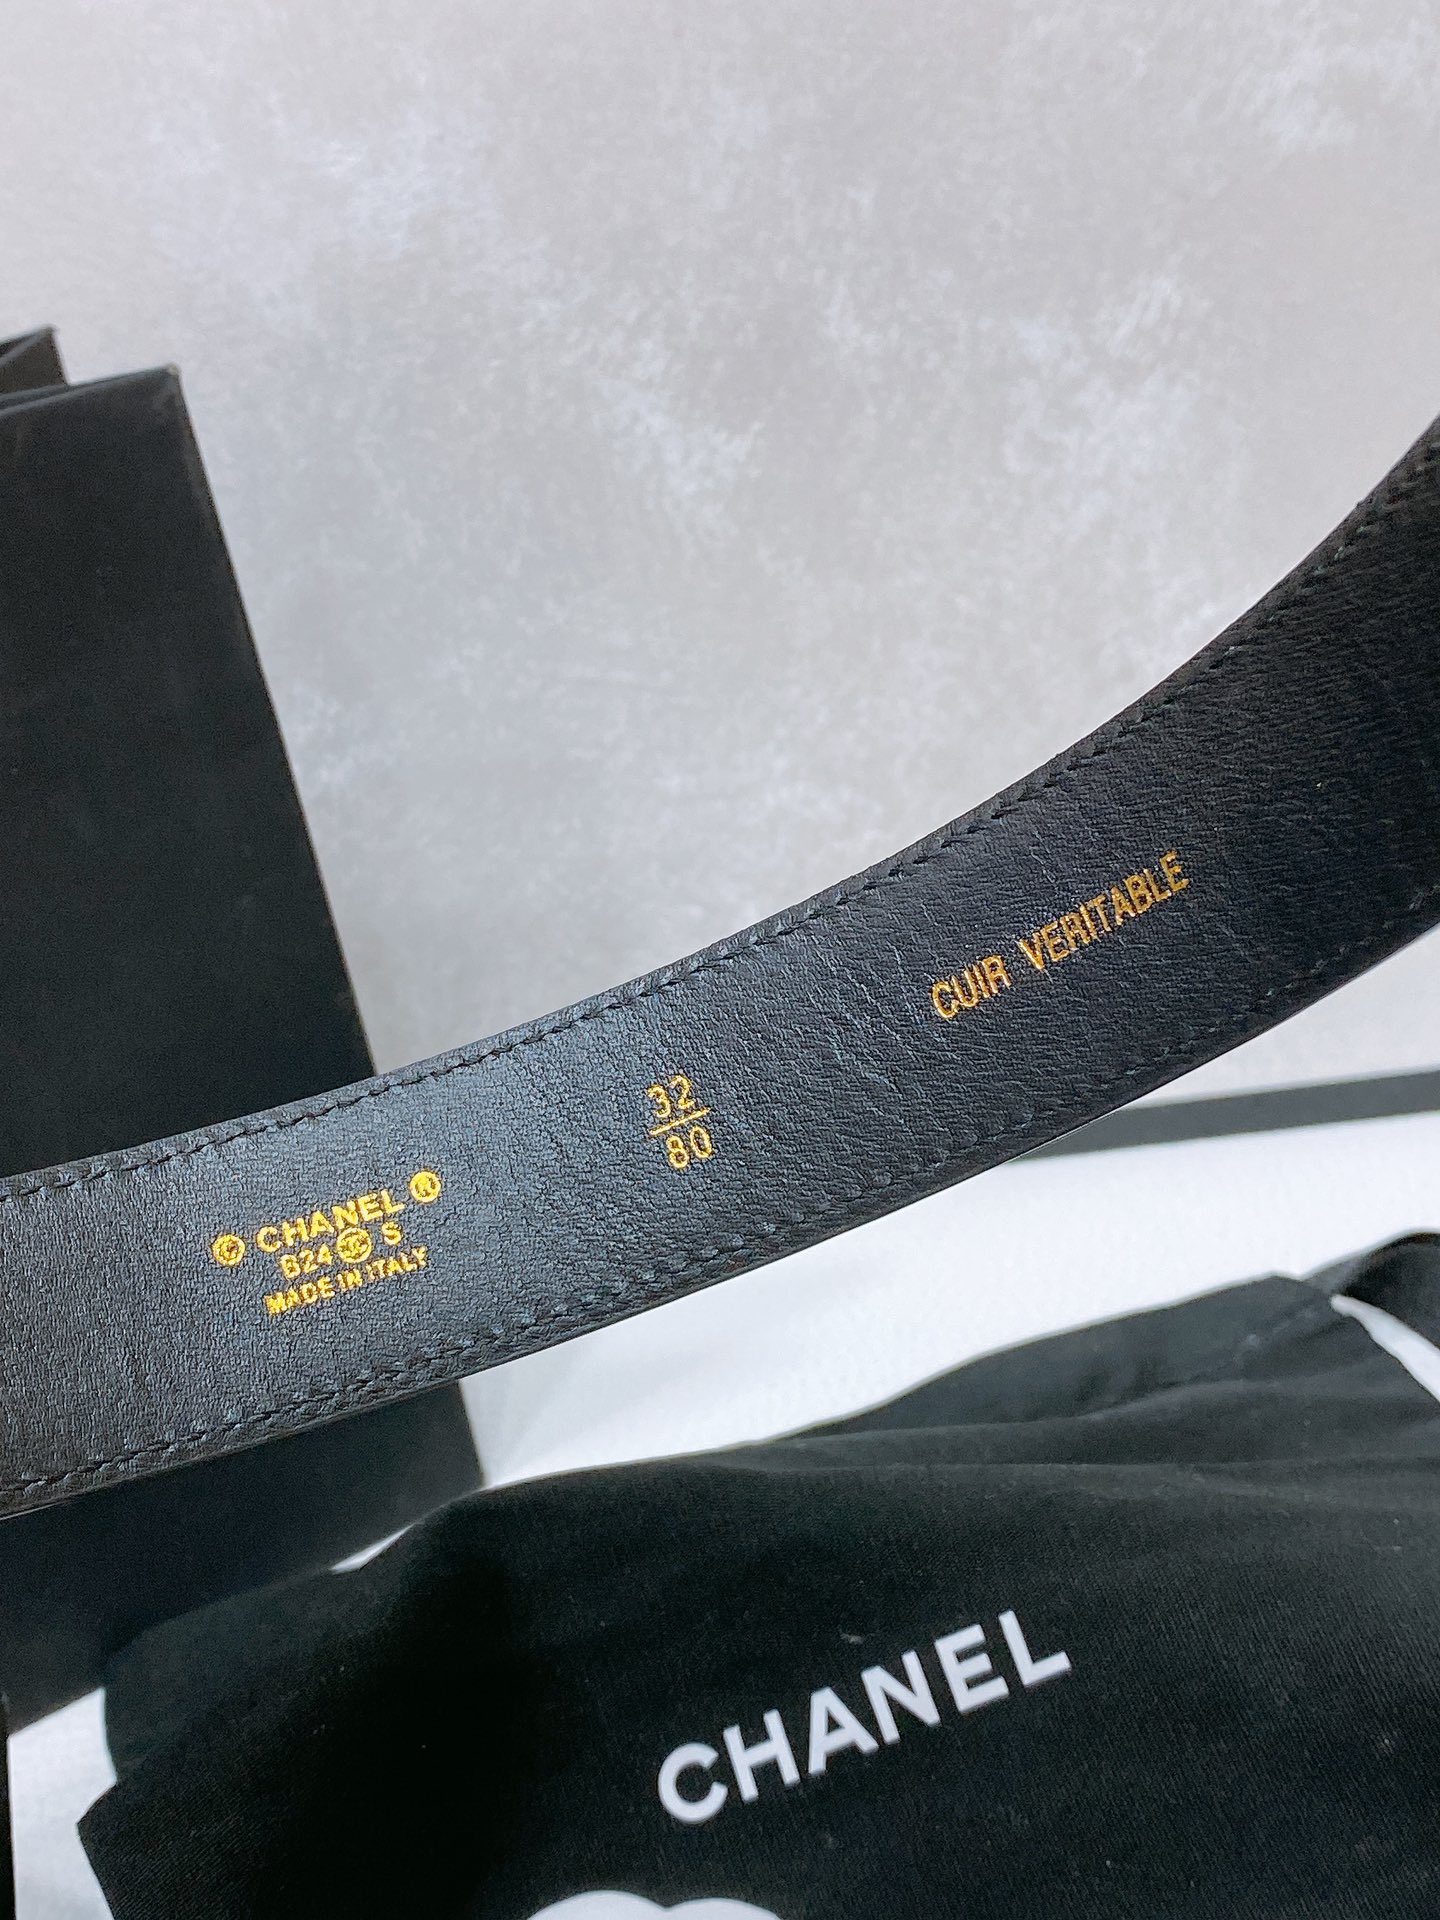 © CHANEL ®
B24 S
MADE IN ITALY
32
80
CUIR VERITABLE
CHANEL